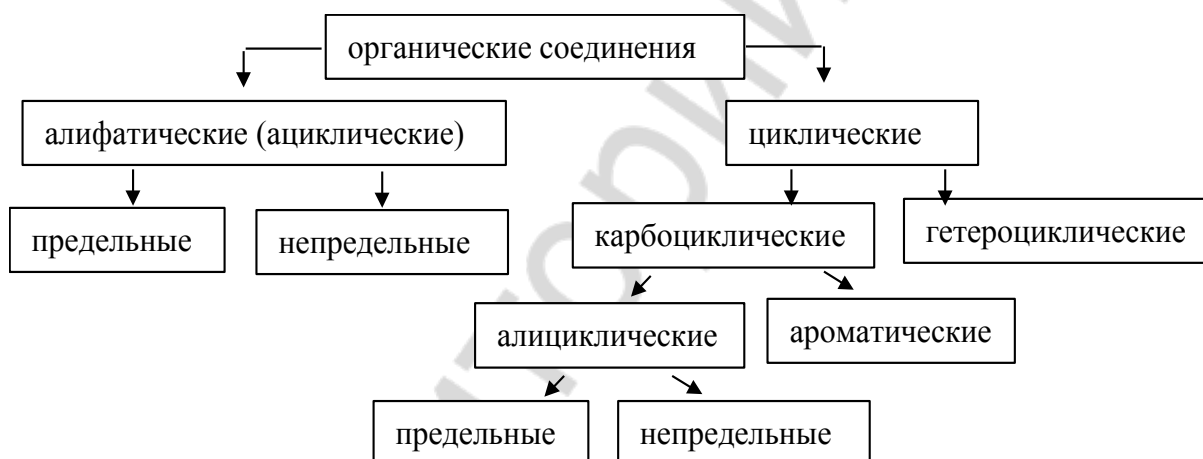 органические соединения
алифатические (ациклические)
циклические
предельные
непредельные
карбоциклические
гетероциклические
алициклические
ароматические
предельные
непредельные